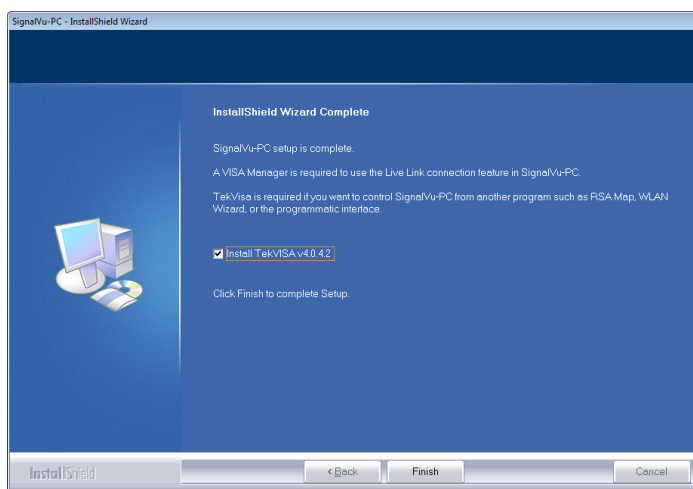 SignalVu-PC - InstallShield Wizard
InstallShield Wizard Complete
SignalVu-PC setup is complete.
A VISA Manager is required to use the Live Link connection feature in SignalVu-PC.
TekVisa is required if you want to control SignalVu-PC from another program such as RSA Map, WLAN
Wizard, or the programmatic interface.
Install TekVISA v4.0.4.2
Click Finish to complete Setup.
InstallShield
< Back
Finish
Cancel